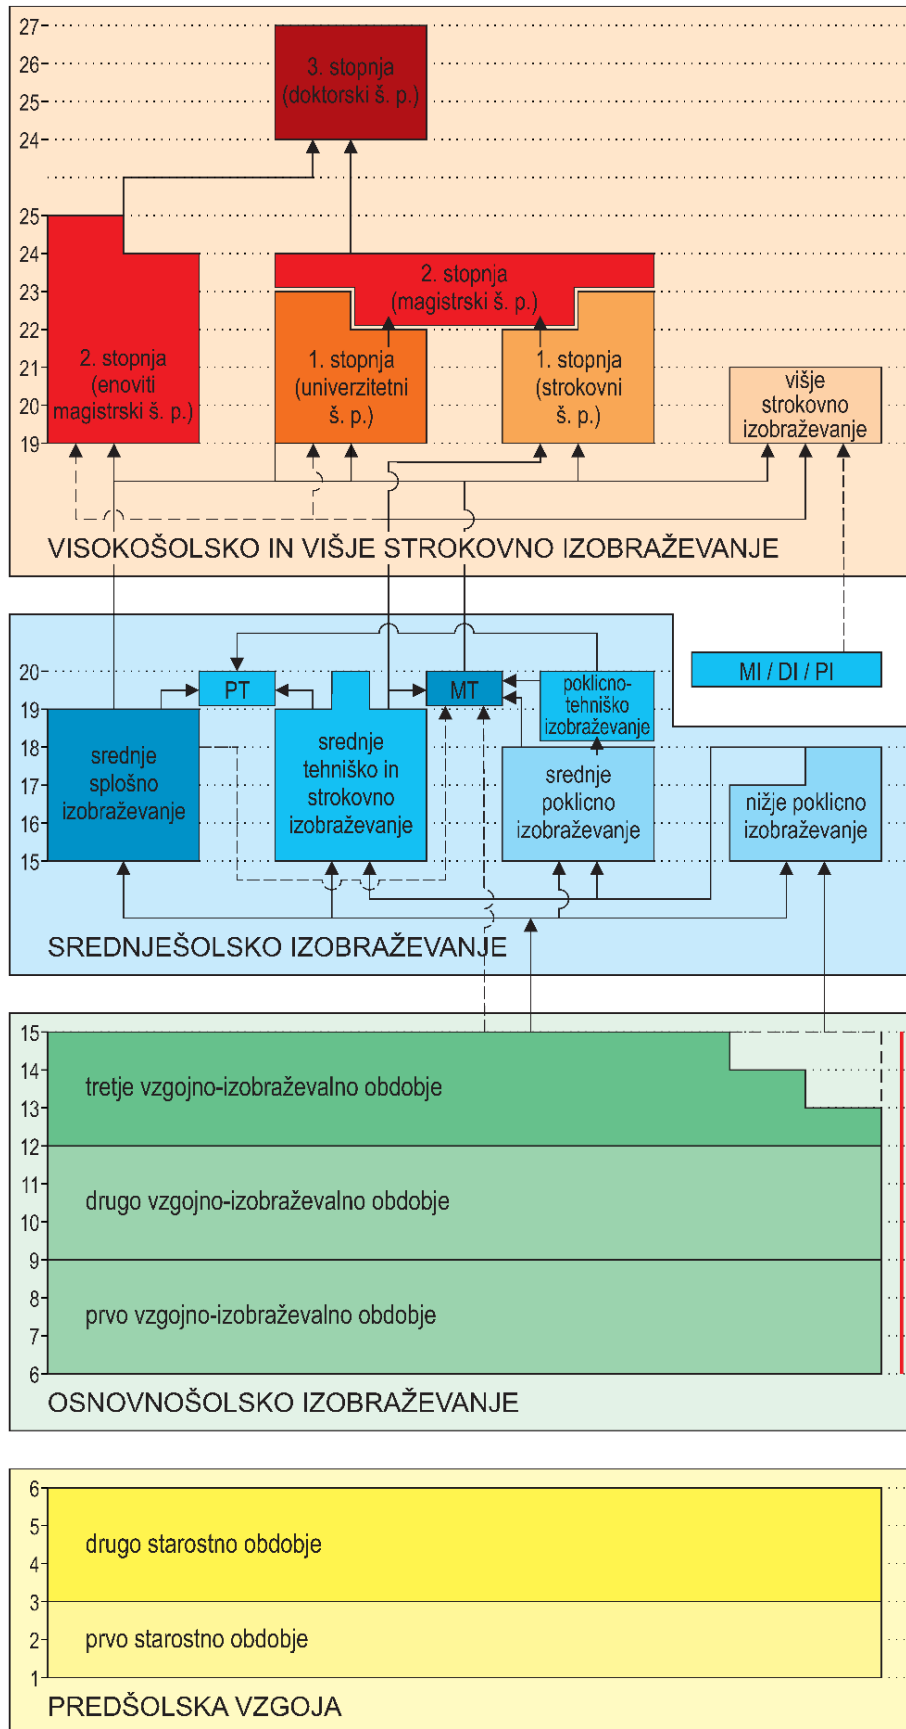 27
26
25
24
3. stopnja
(doktorski š. p.)
25
24
23
22
21
20
19
2. stopnja
(enoviti
magistrski š. p.)
2. stopnja
(magistrski š. p.)
1. stopnja
(univerzitetni
š. p.)
1. stopnja
(strokovni
š. p.)
višje
strokovno
izobraževanje
VISOKOŠOLSKO IN VIŠJE STROKOVNO IZOBRAŽEVANJE
20
19
18
17
16
15
PT
MT
poklicno-
tehniško
izobraževanje
MI / DI / PI
srednje
splošno
izobraževanje
srednje
tehniško in
strokovno
izobraževanje
srednje
poklicno
izobraževanje
nižje poklicno
izobraževanje
SREDNJEŠOLSKO IZOBRAŽEVANJE
15
14
13
12
11
10
9
8
7
6
tretje vzgojno-izobraževalno obdobje
drugo vzgojno-izobraževalno obdobje
prvo vzgojno-izobraževalno obdobje
OSNOVNOŠOLSKO IZOBRAŽEVANJE
6
5
4
3
2
1
drugo starostno obdobje
prvo starostno obdobje
PREDŠOLSKA VZGOJA